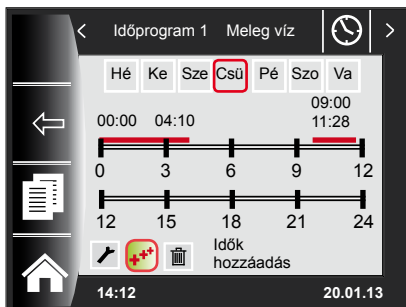 Időprogram 1 Meleg víz
Hé Ke Sze Csü Pé Szo Va
09:00
00:00 04:10 11:28
0 3 6 9 12
12 15 18 21 24
Idők
hozzáadás
14:12 20.01.13